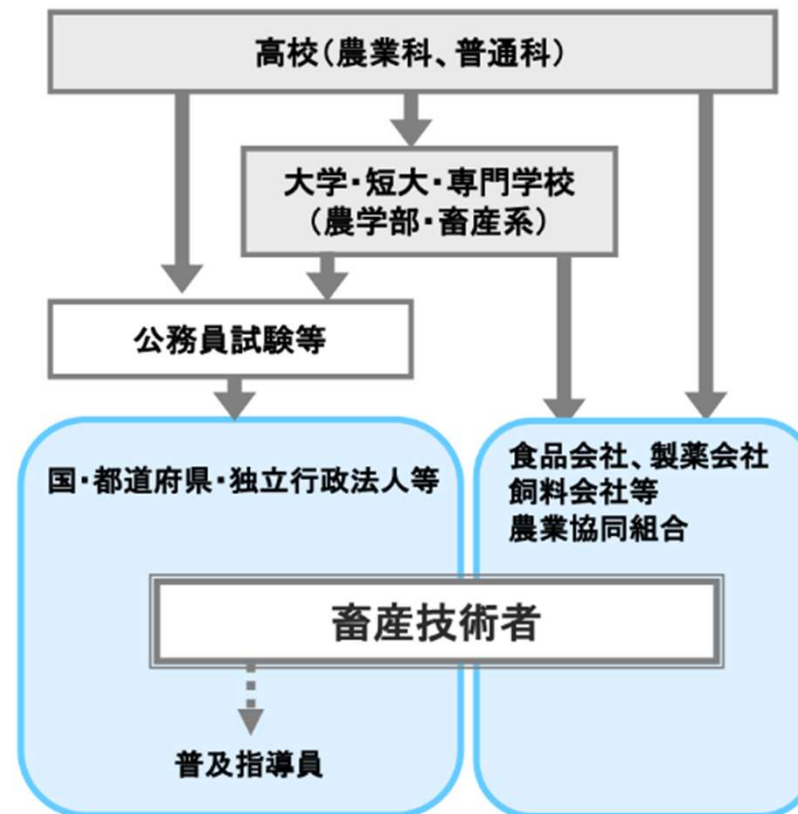 高校(農業科、普通科)
大学・短大・専門学校
(農学部・畜産系)
公務員試験等
国・都道府県・独立行政法人等
食品会社、製薬会社
飼料会社等
農業協同組合
畜産技術者
普及指導員